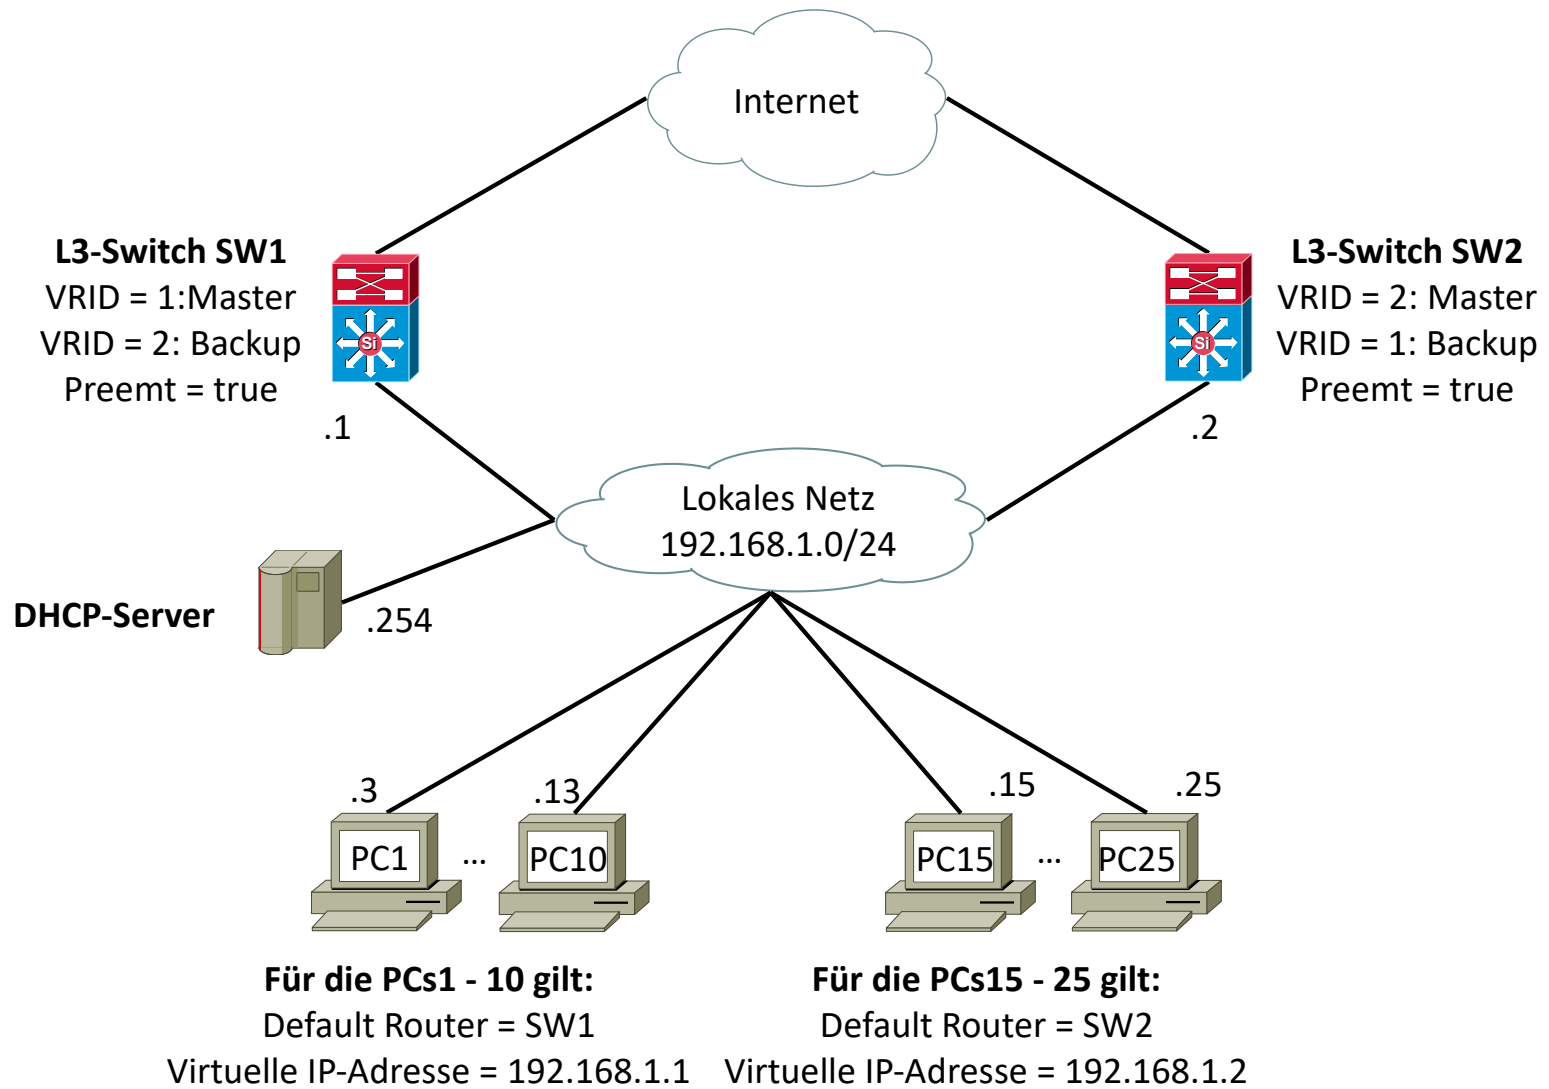 Internet
L3-Switch SW1
VRID = 1:Master
VRID = 2: Backup
Preemt = true
.1
Si
L3-Switch SW2
VRID = 2: Master
VRID = 1: Backup
Preemt = true
.2
Si
Lokales Netz
192.168.1.0/24
DHCP-Server
.254
.3
.13
.15
.25
PC1
...
PC10
PC15
...
PC25
Für die PCs1 - 10 gilt:
Default Router = SW1
Virtuelle IP-Adresse = 192.168.1.1
Für die PCs15 - 25 gilt:
Default Router = SW2
Virtuelle IP-Adresse = 192.168.1.2